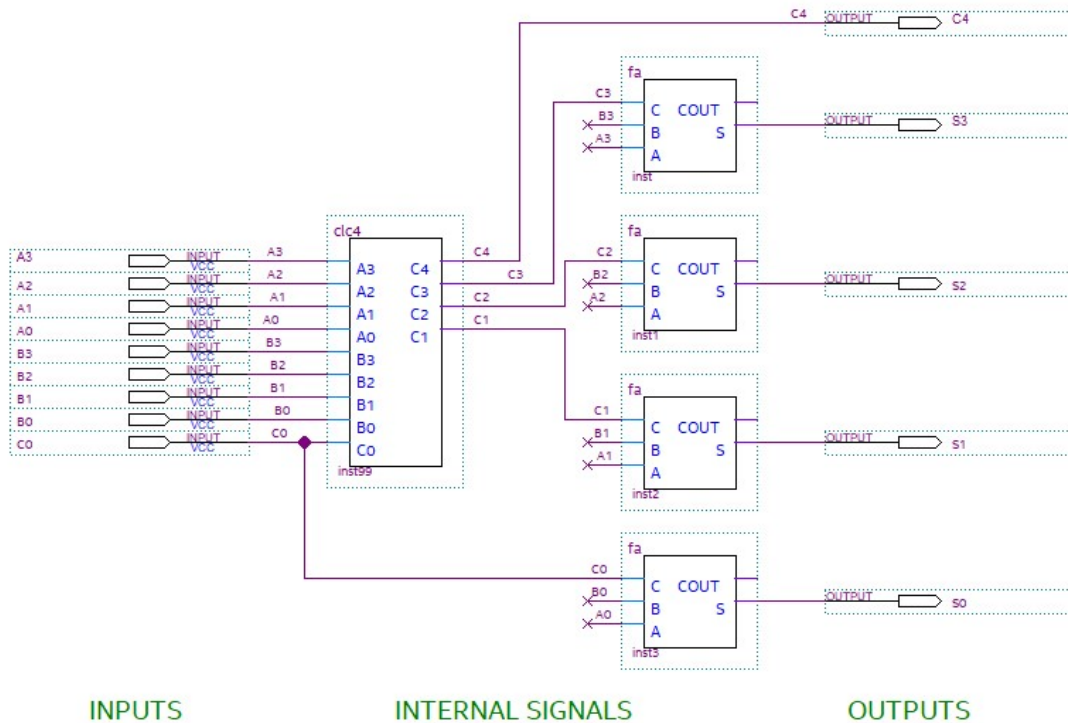 C4 OUTPUT C4
fa
C3 C COUT
B3 B S OUTPUT S3
A3 A
inst
clc4
A3 INPUT VCC A3 A3 C4 C4
A2 INPUT VCC A2 A2 C3 C3
A1 INPUT VCC A1 A1 C2 C2
A0 INPUT VCC A0 A0 C1 C1
B3 INPUT VCC B3 B3
B2 INPUT VCC B2 B2
B1 INPUT VCC B1 B1
B0 INPUT VCC B0 B0
C0 INPUT VCC C0 C0
inst99
fa
C2 C COUT
B2 B S OUTPUT S2
A2 A
inst1
fa
C1 C COUT
B1 B S OUTPUT S1
A1 A
inst2
fa
C0 C COUT
B0 B S OUTPUT S0
A0 A
inst3
INPUTS INTERNAL SIGNALS OUTPUTS